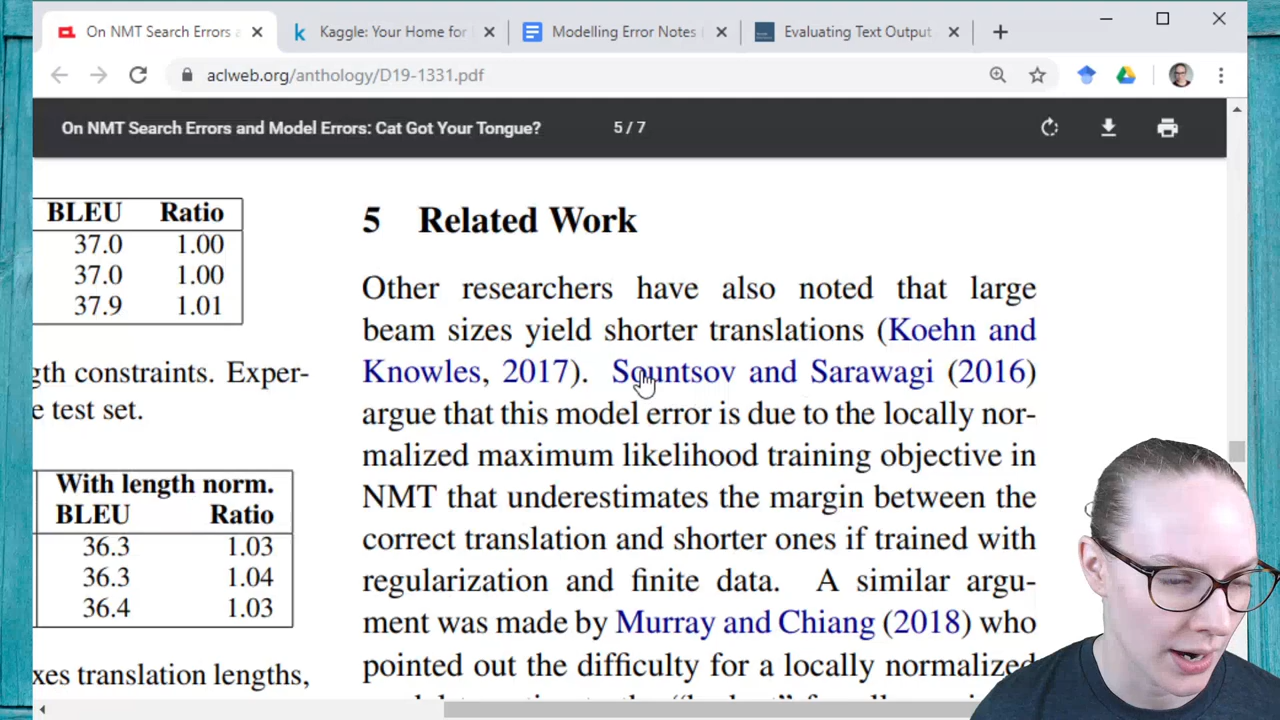 On NMT Search Errors a
Kaggle: Your Home for
Modelling Error Notes (
Evaluating Text Output
aclweb.org/anthology/D19-1331.pdf
On NMT Search Errors and Model Errors: Cat Got Your Tongue?
5 / 7
BLEU Ratio
37.0 1.00
37.0 1.00
37.9 1.01
gth constraints. Exper-
e test set.
With length norm.
BLEU Ratio
36.3 1.03
36.3 1.04
36.4 1.03
xes translation lengths,
5 Related Work
Other researchers have also noted that large
beam sizes yield shorter translations (Koehn and
Knowles, 2017). Sountsov and Sarawagi (2016)
argue that this model error is due to the locally nor-
malized maximum likelihood training objective in
NMT that underestimates the margin between the
correct translation and shorter ones if trained with
regularization and finite data. A similar argu-
ment was made by Murray and Chiang (2018) who
pointed out the difficulty for a locally normalized